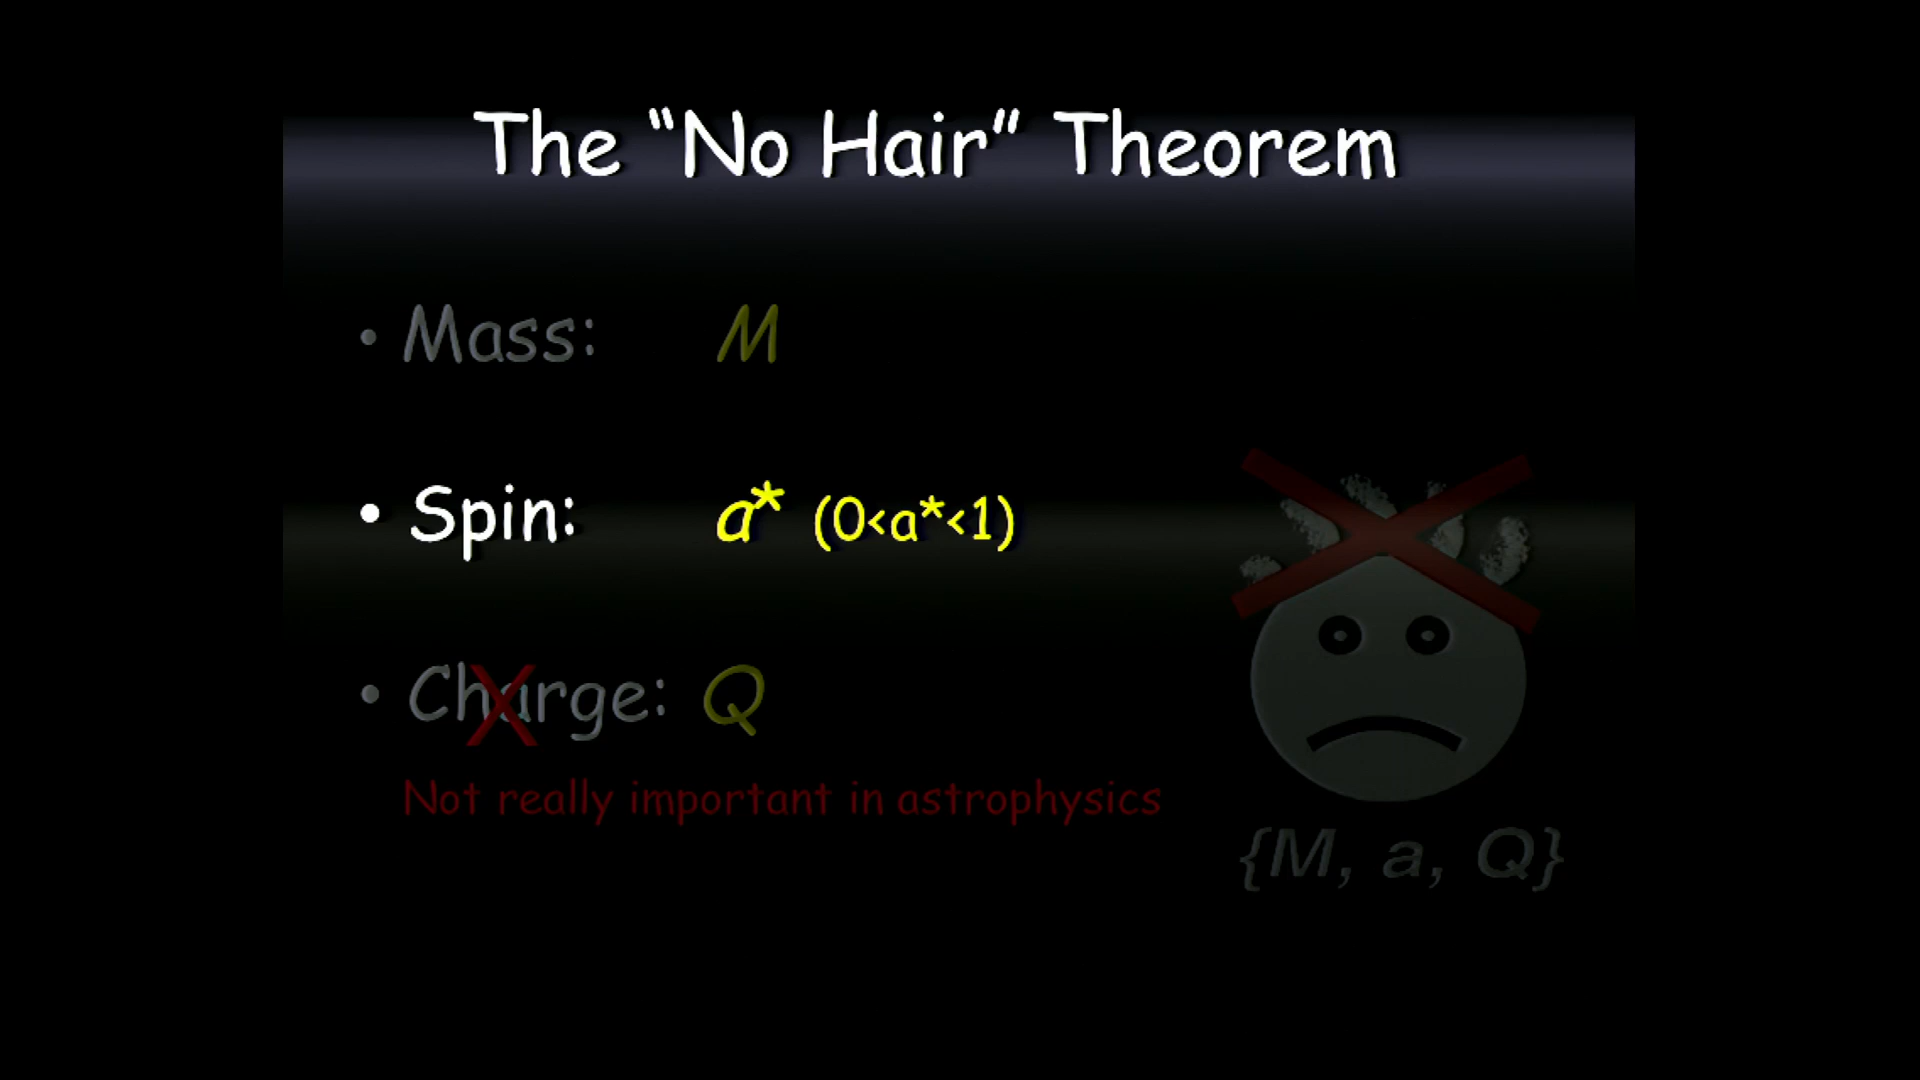 The “No Hair” Theorem
• Mass: M
• Spin: a* (0<a*<1)
• Charge: Q
X
Not really important in astrophysics
{M, a, Q}